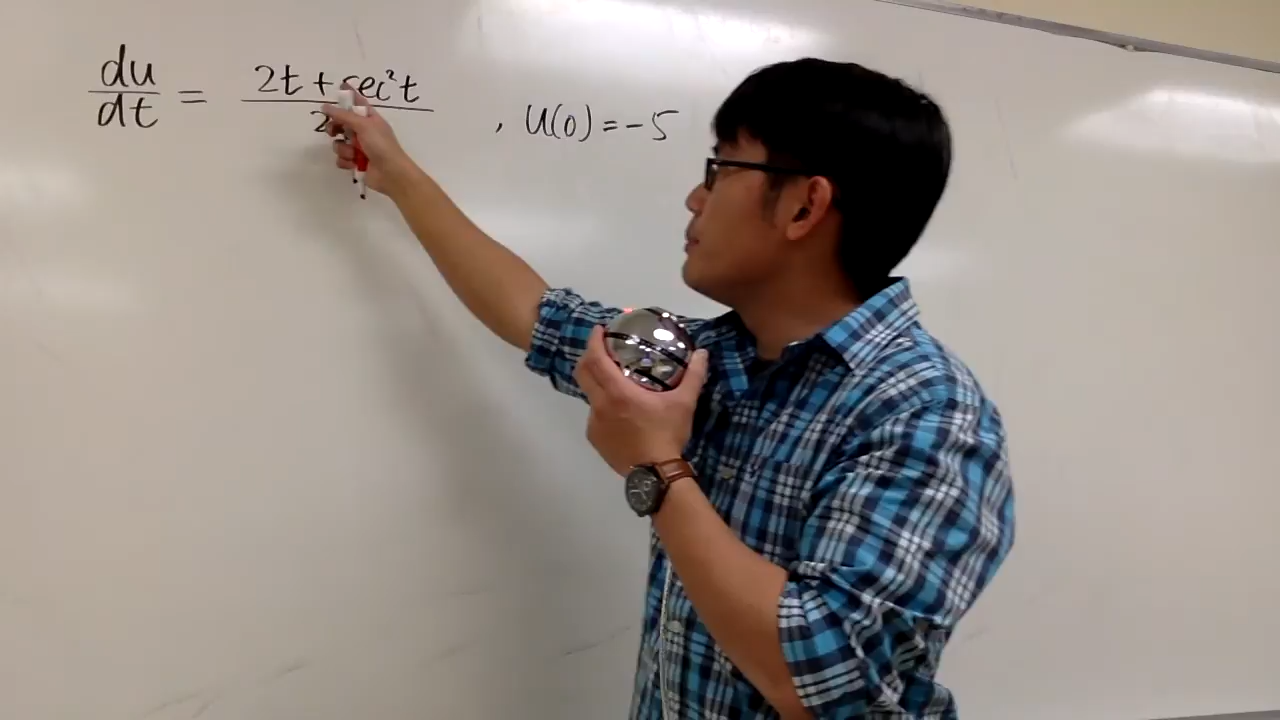 du/dt = (2t + sec²t)/2 , u(0) = -5